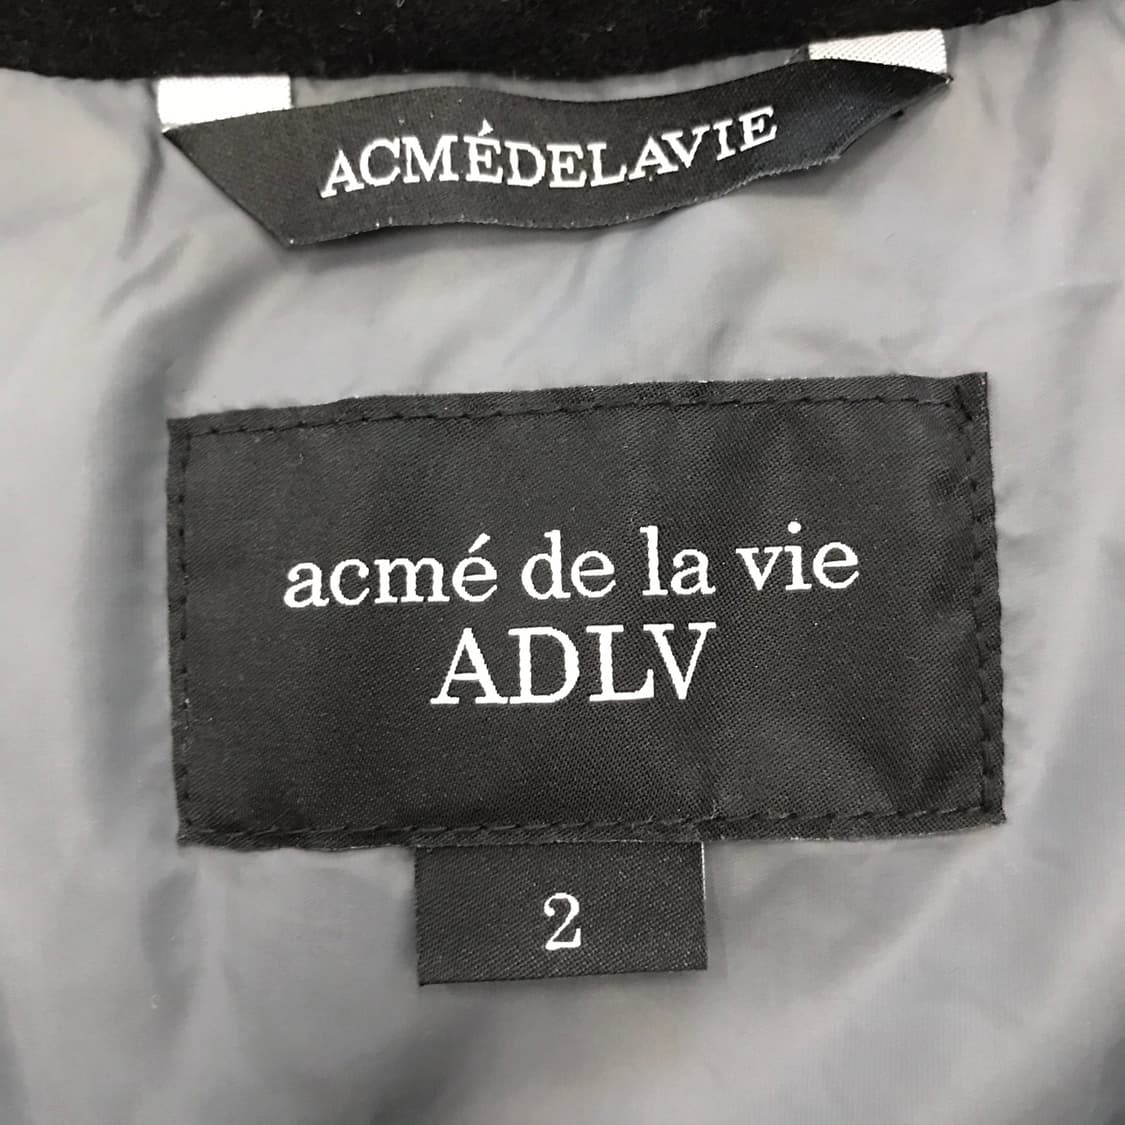 ACMÉDELAVIE
acmé de la vie
ADLV
2